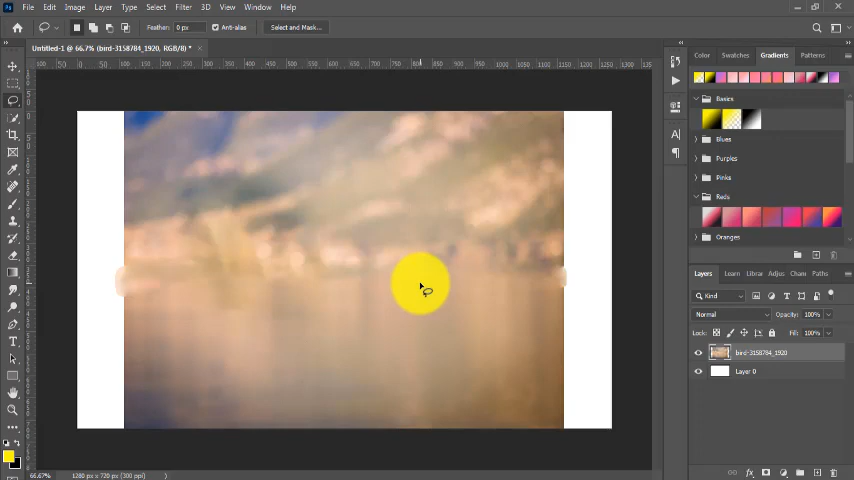 File Edit Image Layer Type Select Filter 3D View Window Help
Feather: 0 px Anti-alias Select and Mask...
Untitled-1 @ 66.7% (bird-3158784_1920, RGB/8) *
Color Swatches Gradients Patterns
Basics
Blues
Purples
Pinks
Reds
Oranges
Layers Learn Librar Adjus Chann Paths
Kind
Normal Opacity: 100%
Lock: Fill: 100%
bird-3158784_1920
Layer 0
66.67% 1280 px x 720 px (300 ppi)